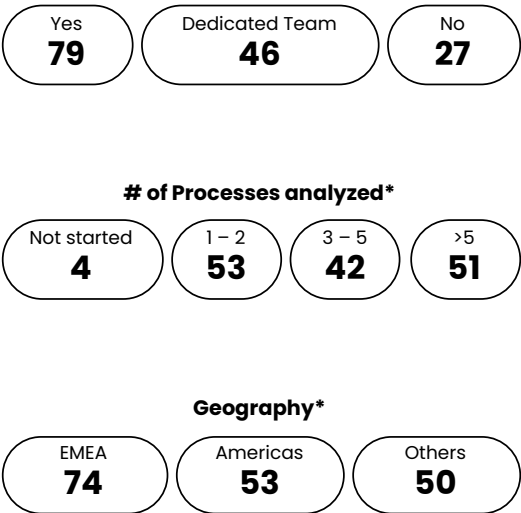 Yes Dedicated Team No
79 46 27
# of Processes analyzed*
Not started 1 – 2 3 – 5 >5
4 53 42 51
Geography*
EMEA Americas Others
74 53 50